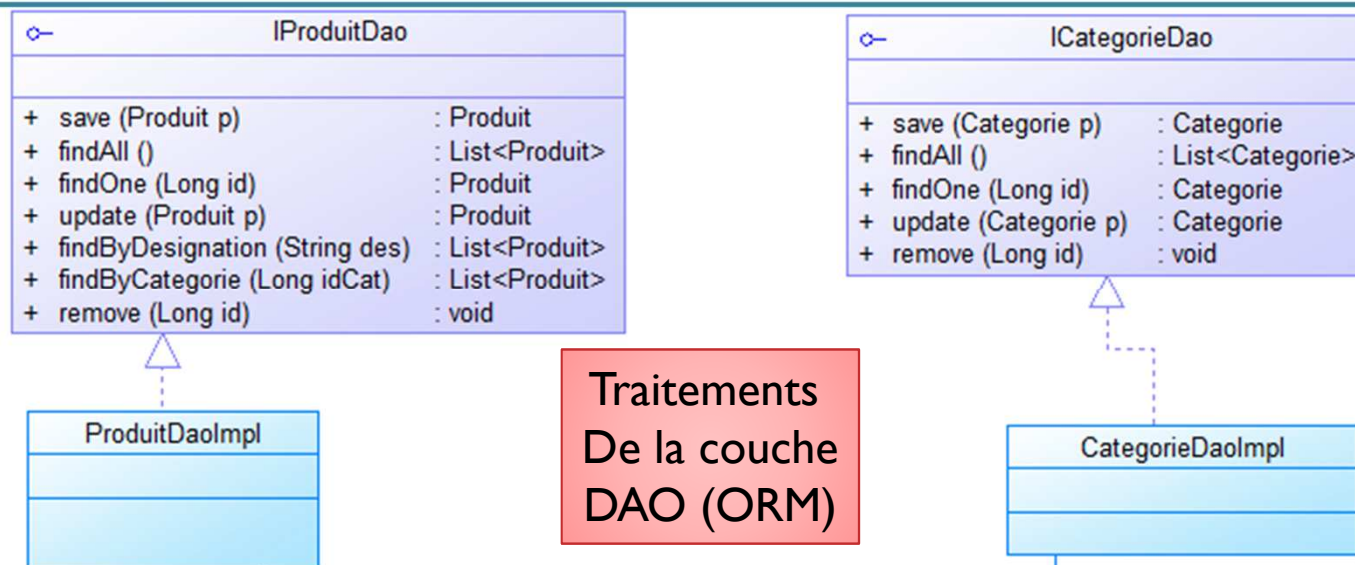 IProduitDao
+ save (Produit p) : Produit
+ findAll () : List<Produit>
+ findOne (Long id) : Produit
+ update (Produit p) : Produit
+ findByDesignation (String des) : List<Produit>
+ findByCategorie (Long idCat) : List<Produit>
+ remove (Long id) : void
ProduitDaoImpl
ICategorieDao
+ save (Categorie p) : Categorie
+ findAll () : List<Categorie>
+ findOne (Long id) : Categorie
+ update (Categorie p) : Categorie
+ remove (Long id) : void
Traitements
De la couche
DAO (ORM)
CategorieDaoImpl